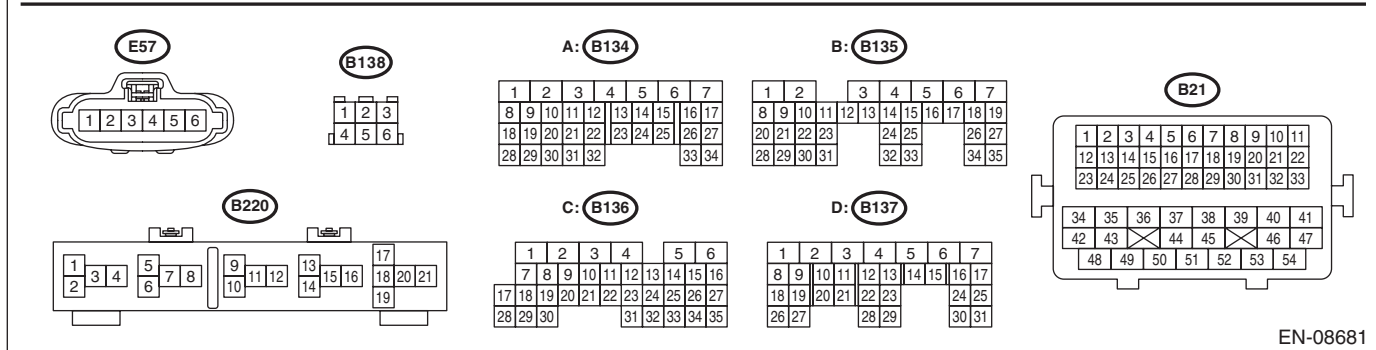 E57
1 2 3 4 5 6
B138
1 2 3
4 5 6
A: B134
1 2 3 4 5 6 7
8 9 10 11 12 13 14 15 16 17
18 19 20 21 22 23 24 25 26 27
28 29 30 31 32 33 34
B: B135
1 2 3 4 5 6 7
8 9 10 11 12 13 14 15 16 17 18 19
20 21 22 23 24 25 26 27
28 29 30 31 32 33 34 35
B21
1 2 3 4 5 6 7 8 9 10 11
12 13 14 15 16 17 18 19 20 21 22
23 24 25 26 27 28 29 30 31 32 33
34 35 36 37 38 39 40 41
42 43 44 45 46 47
48 49 50 51 52 53 54
B220
1 5 9 13 17
3 4 7 8 11 12 15 16 18 20 21
2 6 10 14 19
C: B136
1 2 3 4 5 6
7 8 9 10 11 12 13 14 15 16
17 18 19 20 21 22 23 24 25 26 27
28 29 30 31 32 33 34 35
D: B137
1 2 3 4 5 6 7
8 9 10 11 12 13 14 15 16 17
18 19 20 21 22 23 24 25
26 27 28 29 30 31
EN-08681